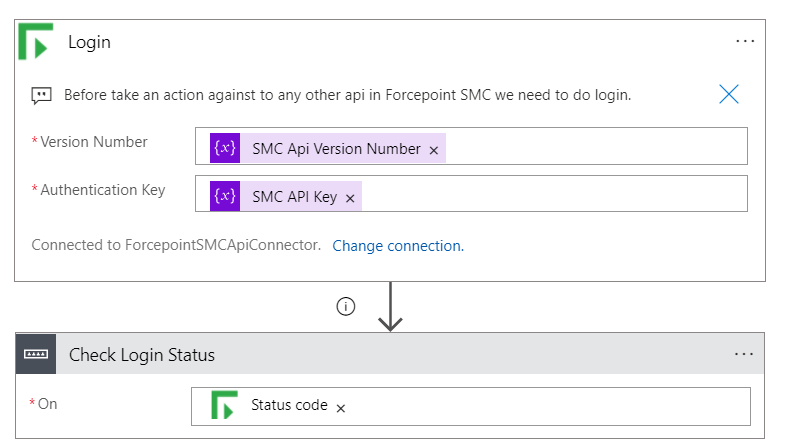 Login
Before take an action against to any other api in Forcepoint SMC we need to do login.
*Version Number {x} SMC Api Version Number ×
*Authentication Key {x} SMC API Key ×
Connected to ForcepointSMCApiConnector. Change connection.
Check Login Status
*On Status code ×